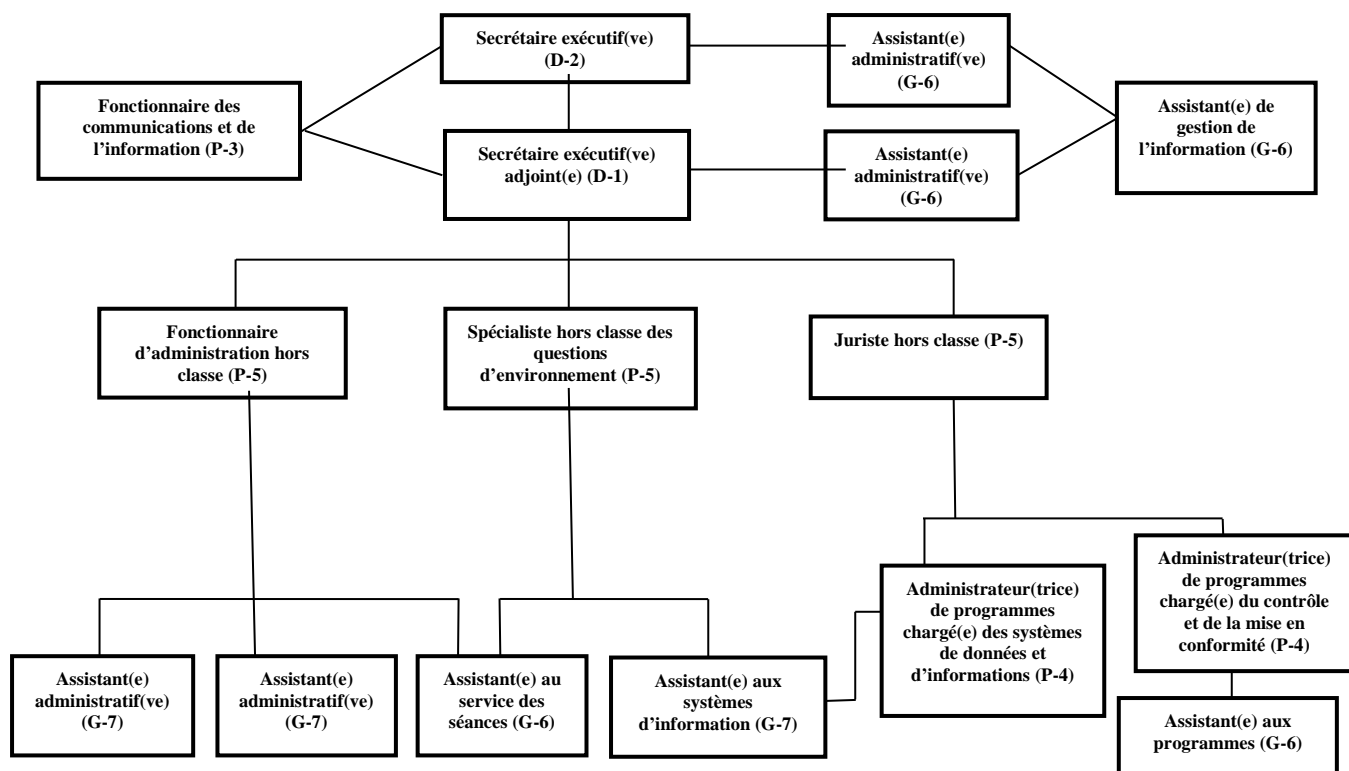 Secrétaire exécutif(ve)
(D-2)
Assistant(e)
administratif(ve)
(G-6)
Fonctionnaire des
communications et de
l’information (P-3)
Assistant(e) de
gestion de
l’information (G-6)
Secrétaire exécutif(ve)
adjoint(e) (D-1)
Assistant(e)
administratif(ve)
(G-6)
Fonctionnaire
d’administration hors
classe (P-5)
Spécialiste hors classe des
questions
d’environnement (P-5)
Juriste hors classe (P-5)
Administrateur(trice)
de programmes
chargé(e) des systèmes
de données et
d’informations (P-4)
Administrateur(trice)
de programmes
chargé(e) du contrôle
et de la mise en
conformité (P-4)
Assistant(e)
administratif(ve)
(G-7)
Assistant(e)
administratif(ve)
(G-7)
Assistant(e) au
service des
séances (G-6)
Assistant(e) aux
systèmes
d’information (G-7)
Assistant(e) aux
programmes (G-6)